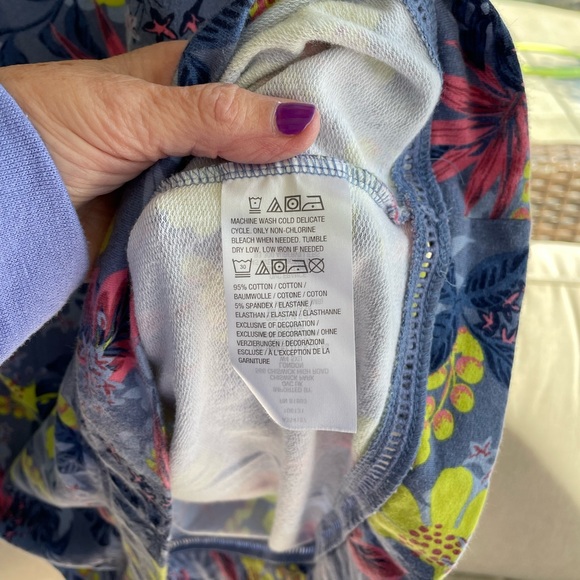 MACHINE WASH COLD DELICATE
CYCLE. ONLY NON-CHLORINE
BLEACH WHEN NEEDED. TUMBLE
DRY LOW, LOW IRON IF NEEDED.
30
95% COTTON / COTTON /
BAUMWOLLE / COTONE / COTON
5% SPANDEX / ELASTANE /
ELASTHAN / ELASTAN / ÉLASTHANNE
EXCLUSIVE OF DECORATION /
EXCLUSIVE OF DECORATION / OHNE
VERZIERUNGEN / DECORAZIONI
ESCLUSE / À L'EXCEPTION DE LA
GARNITURE